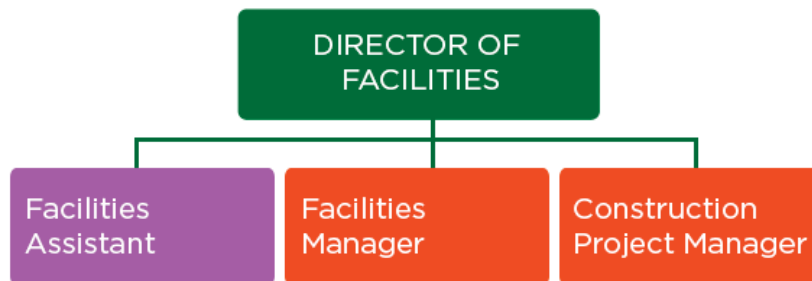 DIRECTOR OF
FACILITIES
Facilities
Assistant
Facilities
Manager
Construction
Project Manager